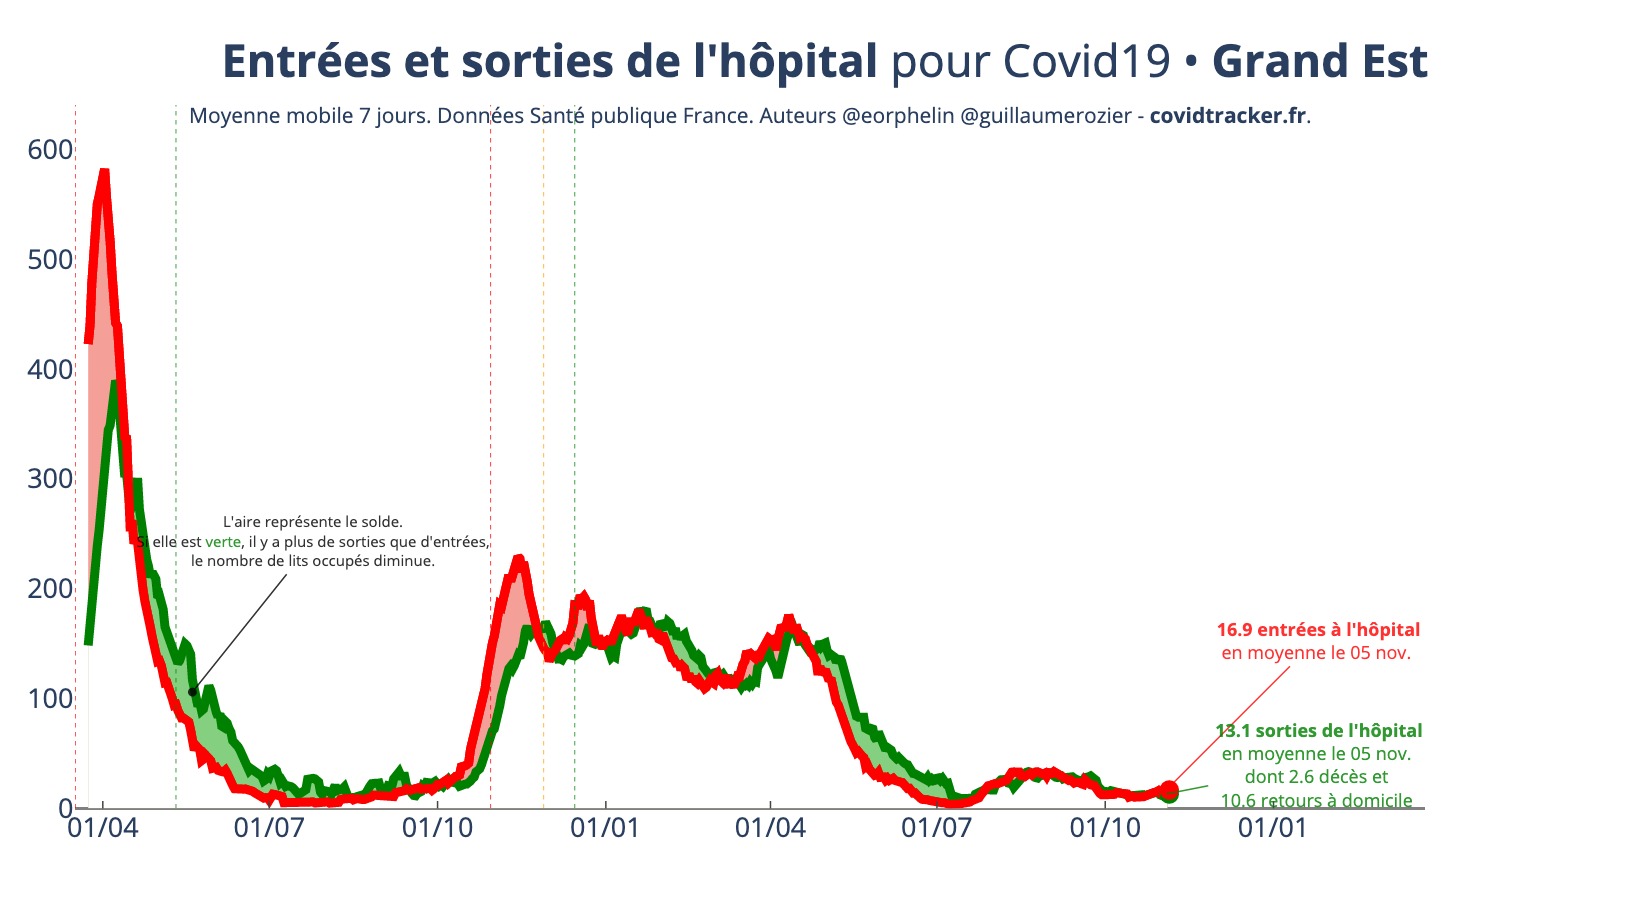 Entrées et sorties de l'hôpital pour Covid19 • Grand Est
Moyenne mobile 7 jours. Données Santé publique France. Auteurs @eorphelin @guillaumerozier - covidtracker.fr.
600
500
400
300
200
100
0
L'aire représente le solde.
Si elle est verte, il y a plus de sorties que d'entrées,
le nombre de lits occupés diminue.
16.9 entrées à l'hôpital
en moyenne le 05 nov.
13.1 sorties de l'hôpital
en moyenne le 05 nov.
dont 2.6 décès et
10.6 retours à domicile
01/04 01/07 01/10 01/01 01/04 01/07 01/10 01/01